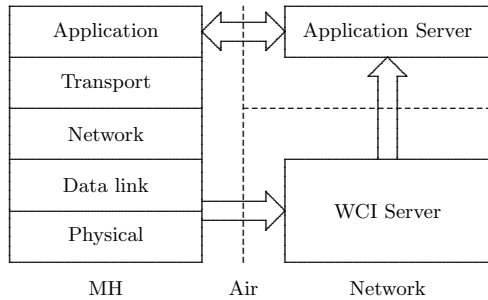 Application
Application Server
Transport
Network
Data link
WCI Server
Physical
MH
Air
Network